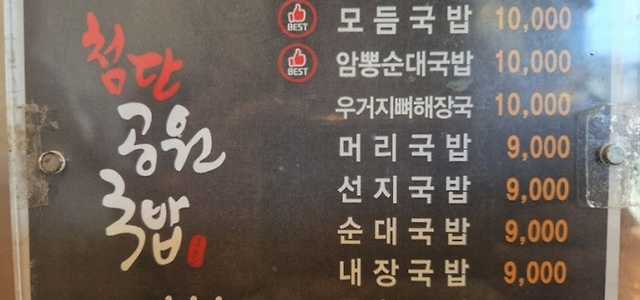 첨단
공원
국밥
BEST 모듬국밥 10,000
BEST 암뽕순대국밥 10,000
우거지뼈해장국 10,000
머리국밥 9,000
선지국밥 9,000
순대국밥 9,000
내장국밥 9,000